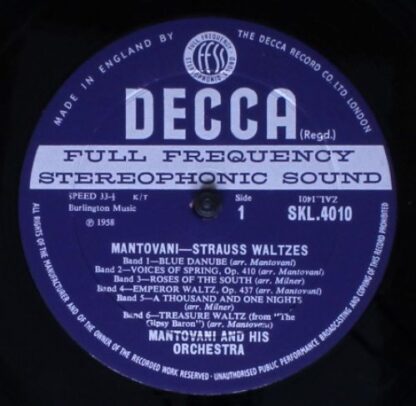 MADE IN ENGLAND BY
THE DECCA RECORD CO. LTD, LONDON
FULL FREQUENCY
ffss
STEREOPHONIC SOUND
DECCA
(Regd.)
FULL FREQUENCY
STEREOPHONIC SOUND
SPEED 33-⅓ K/T
Burlington Music
℗ 1958
Side
1
SKL.4010
MANTOVANI—STRAUSS WALTZES
Band 1—BLUE DANUBE (arr. Mantovani)
Band 2—VOICES OF SPRING, Op. 410 (arr. Mantovani)
Band 3—ROSES OF THE SOUTH (arr. Milner)
Band 4—EMPEROR WALTZ, Op. 437 (arr. Mantovani)
Band 5—A THOUSAND AND ONE NIGHTS
(arr. Milner)
Band 6—TREASURE WALTZ (from "The
Gipsy Baron") (arr. Mantovani)
MANTOVANI AND HIS
ORCHESTRA
ALL RIGHTS OF THE MANUFACTURER AND OF THE OWNER OF THE RECORDED WORK RESERVED · UNAUTHORISED PUBLIC PERFORMANCE BROADCASTING AND COPYING OF THIS RECORD PROHIBITED